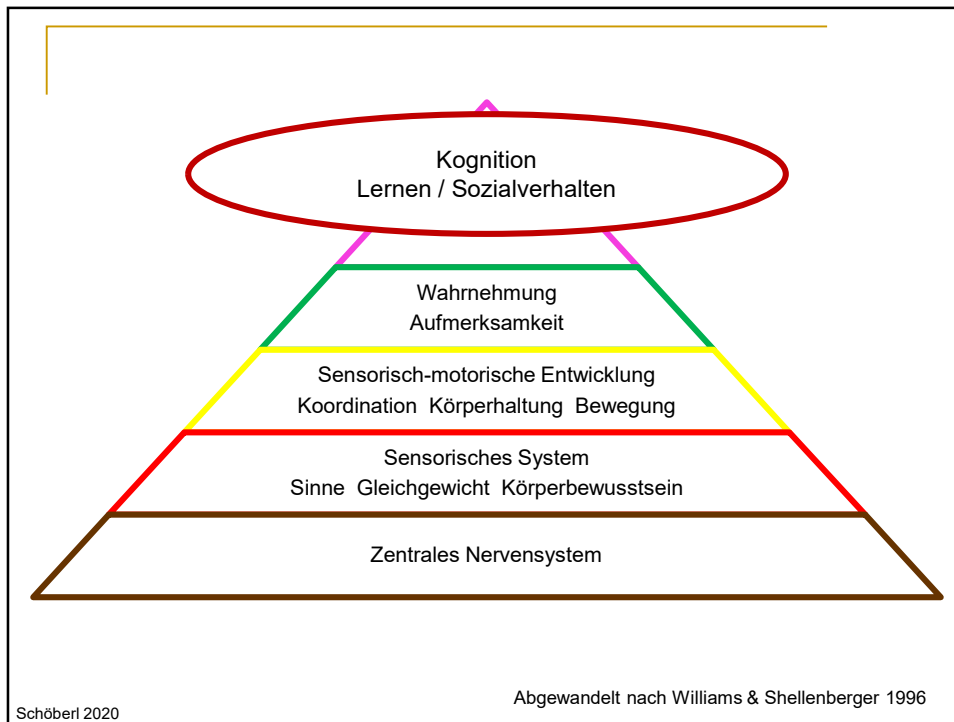 Kognition
Lernen / Sozialverhalten
Wahrnehmung
Aufmerksamkeit
Sensorisch-motorische Entwicklung
Koordination Körperhaltung Bewegung
Sensorisches System
Sinne Gleichgewicht Körperbewusstsein
Zentrales Nervensystem
Abgewandelt nach Williams & Shellenberger 1996
Schöberl 2020